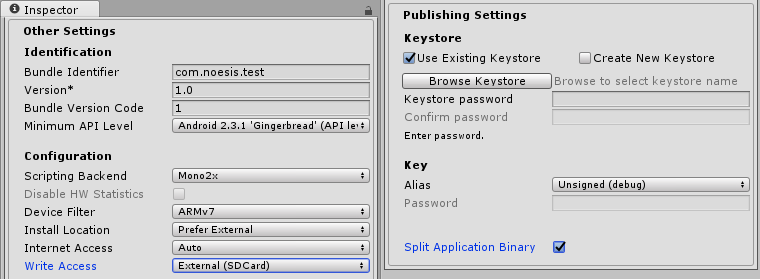 Inspector
Other Settings
Identification
Bundle Identifier com.noesis.test
Version* 1.0
Bundle Version Code 1
Minimum API Level Android 2.3.1 'Gingerbread' (API le
Configuration
Scripting Backend Mono2x
Disable HW Statistics
Device Filter ARMv7
Install Location Prefer External
Internet Access Auto
Write Access External (SDCard)
Publishing Settings
Keystore
Use Existing Keystore Create New Keystore
Browse Keystore Browse to select keystore name
Keystore password
Confirm password
Enter password.
Key
Alias Unsigned (debug)
Password
Split Application Binary